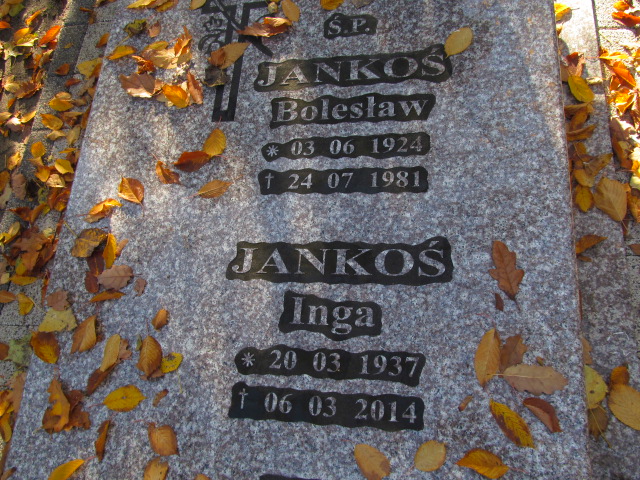 Ś.P.
JANKOŚ
Bolesław
* 03 06 1924
† 24 07 1981
JANKOŚ
Inga
* 20 03 1937
† 06 03 2014